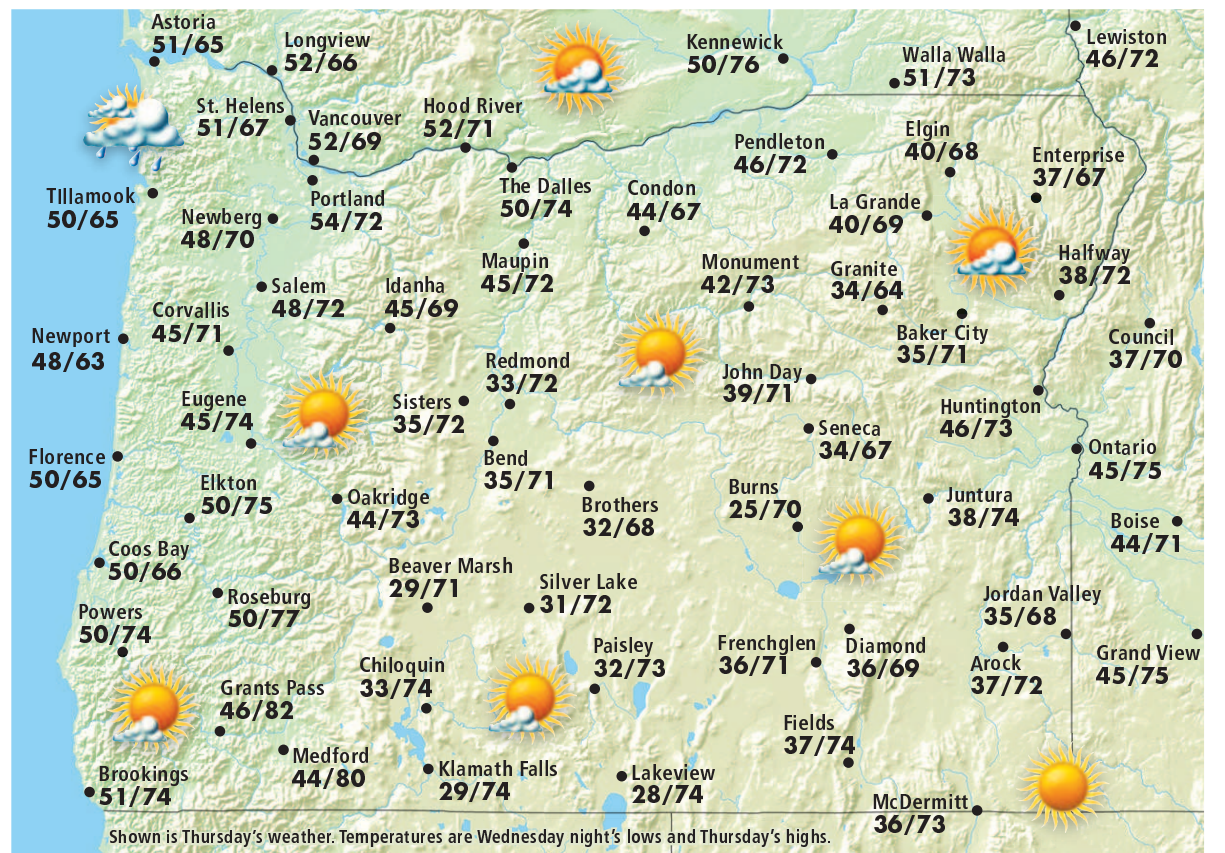 Astoria
51/65
Longview
52/66
Kennewick
50/76
Walla Walla
51/73
Lewiston
46/72
St. Helens
51/67
Vancouver
52/69
Hood River
52/71
Pendleton
46/72
Elgin
40/68
Enterprise
37/67
TIllamook
50/65
Portland
54/72
The Dalles
50/74
Condon
44/67
La Grande
40/69
Newberg
48/70
Maupin
45/72
Monument
42/73
Granite
34/64
Halfway
38/72
Salem
48/72
Idanha
45/69
Corvallis
45/71
Newport
48/63
Baker City
35/71
Council
37/70
Redmond
33/72
John Day
39/71
Eugene
45/74
Sisters
35/72
Huntington
46/73
Seneca
34/67
Florence
50/65
Bend
35/71
Ontario
45/75
Elkton
50/75
Oakridge
44/73
Brothers
32/68
Burns
25/70
Juntura
38/74
Boise
44/71
Coos Bay
50/66
Beaver Marsh
29/71
Silver Lake
31/72
Roseburg
50/77
Jordan Valley
35/68
Powers
50/74
Paisley
32/73
Frenchglen
36/71
Diamond
36/69
Arock
37/72
Grand View
45/75
Chiloquin
33/74
Grants Pass
46/82
Fields
37/74
Medford
44/80
Klamath Falls
29/74
Lakeview
28/74
Brookings
51/74
McDermitt
36/73
Shown is Thursday's weather. Temperatures are Wednesday night's lows and Thursday's highs.